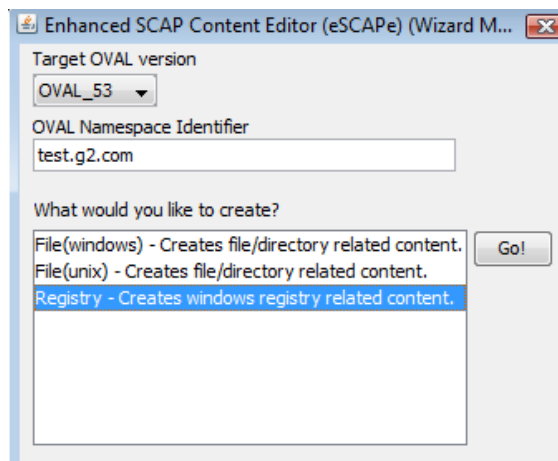 Enhanced SCAP Content Editor (eSCAPe) (Wizard M...
Target OVAL version
OVAL_53
OVAL Namespace Identifier
test.g2.com
What would you like to create?
File(windows) - Creates file/directory related content.
Go!
File(unix) - Creates file/directory related content.
Registry - Creates windows registry related content.